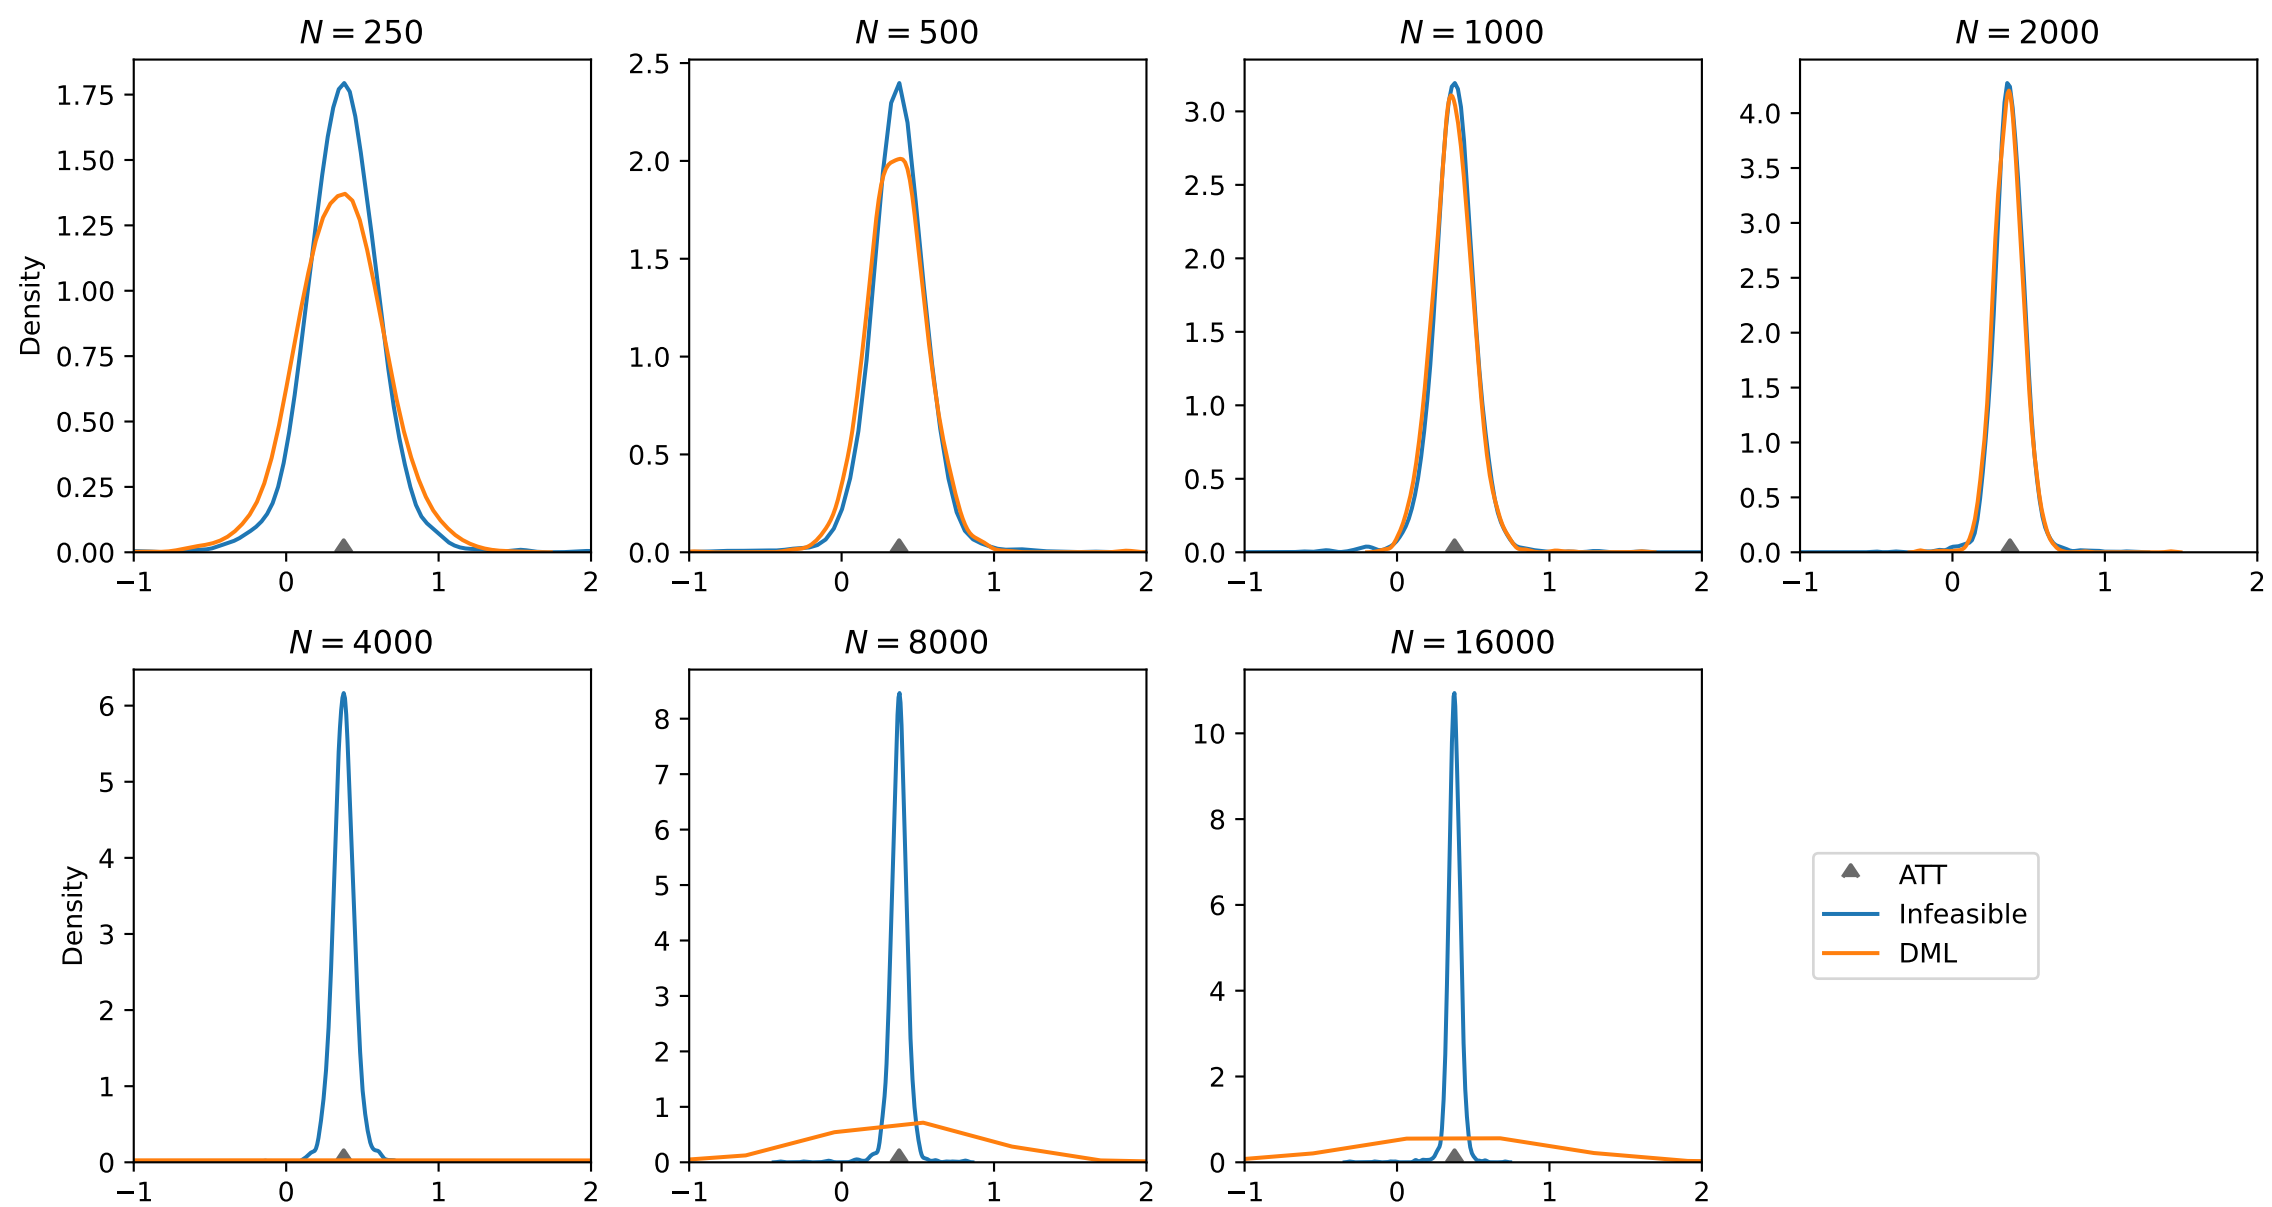 N = 250
N = 500
N = 1000
N = 2000
Density
1.75
1.50
1.25
1.00
0.75
0.50
0.25
0.00
−1 0 1 2
2.5
2.0
1.5
1.0
0.5
0.0
−1 0 1 2
3.0
2.5
2.0
1.5
1.0
0.5
0.0
−1 0 1 2
4.0
3.5
3.0
2.5
2.0
1.5
1.0
0.5
0.0
−1 0 1 2
N = 4000
N = 8000
N = 16000
Density
6
5
4
3
2
1
0
−1 0 1 2
8
7
6
5
4
3
2
1
0
−1 0 1 2
10
8
6
4
2
0
−1 0 1 2
ATT
Infeasible
DML